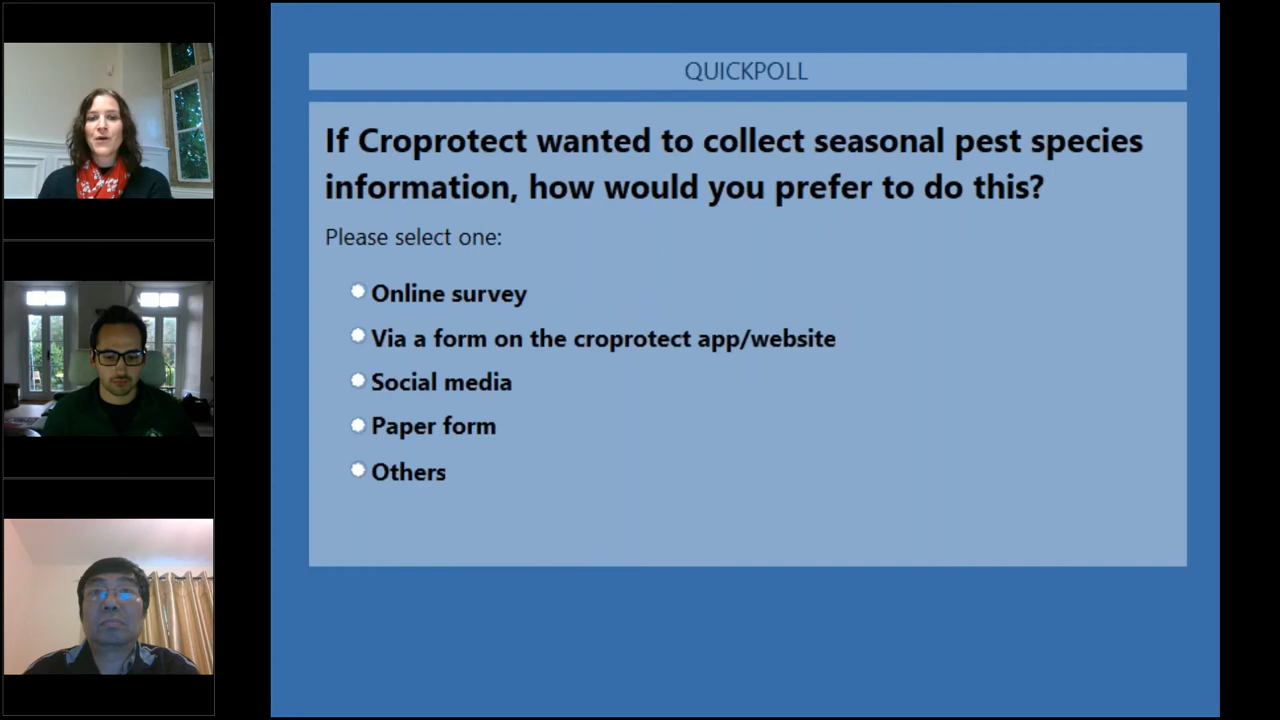 QUICKPOLL
If Croprotect wanted to collect seasonal pest species
information, how would you prefer to do this?
Please select one:
Online survey
Via a form on the croprotect app/website
Social media
Paper form
Others